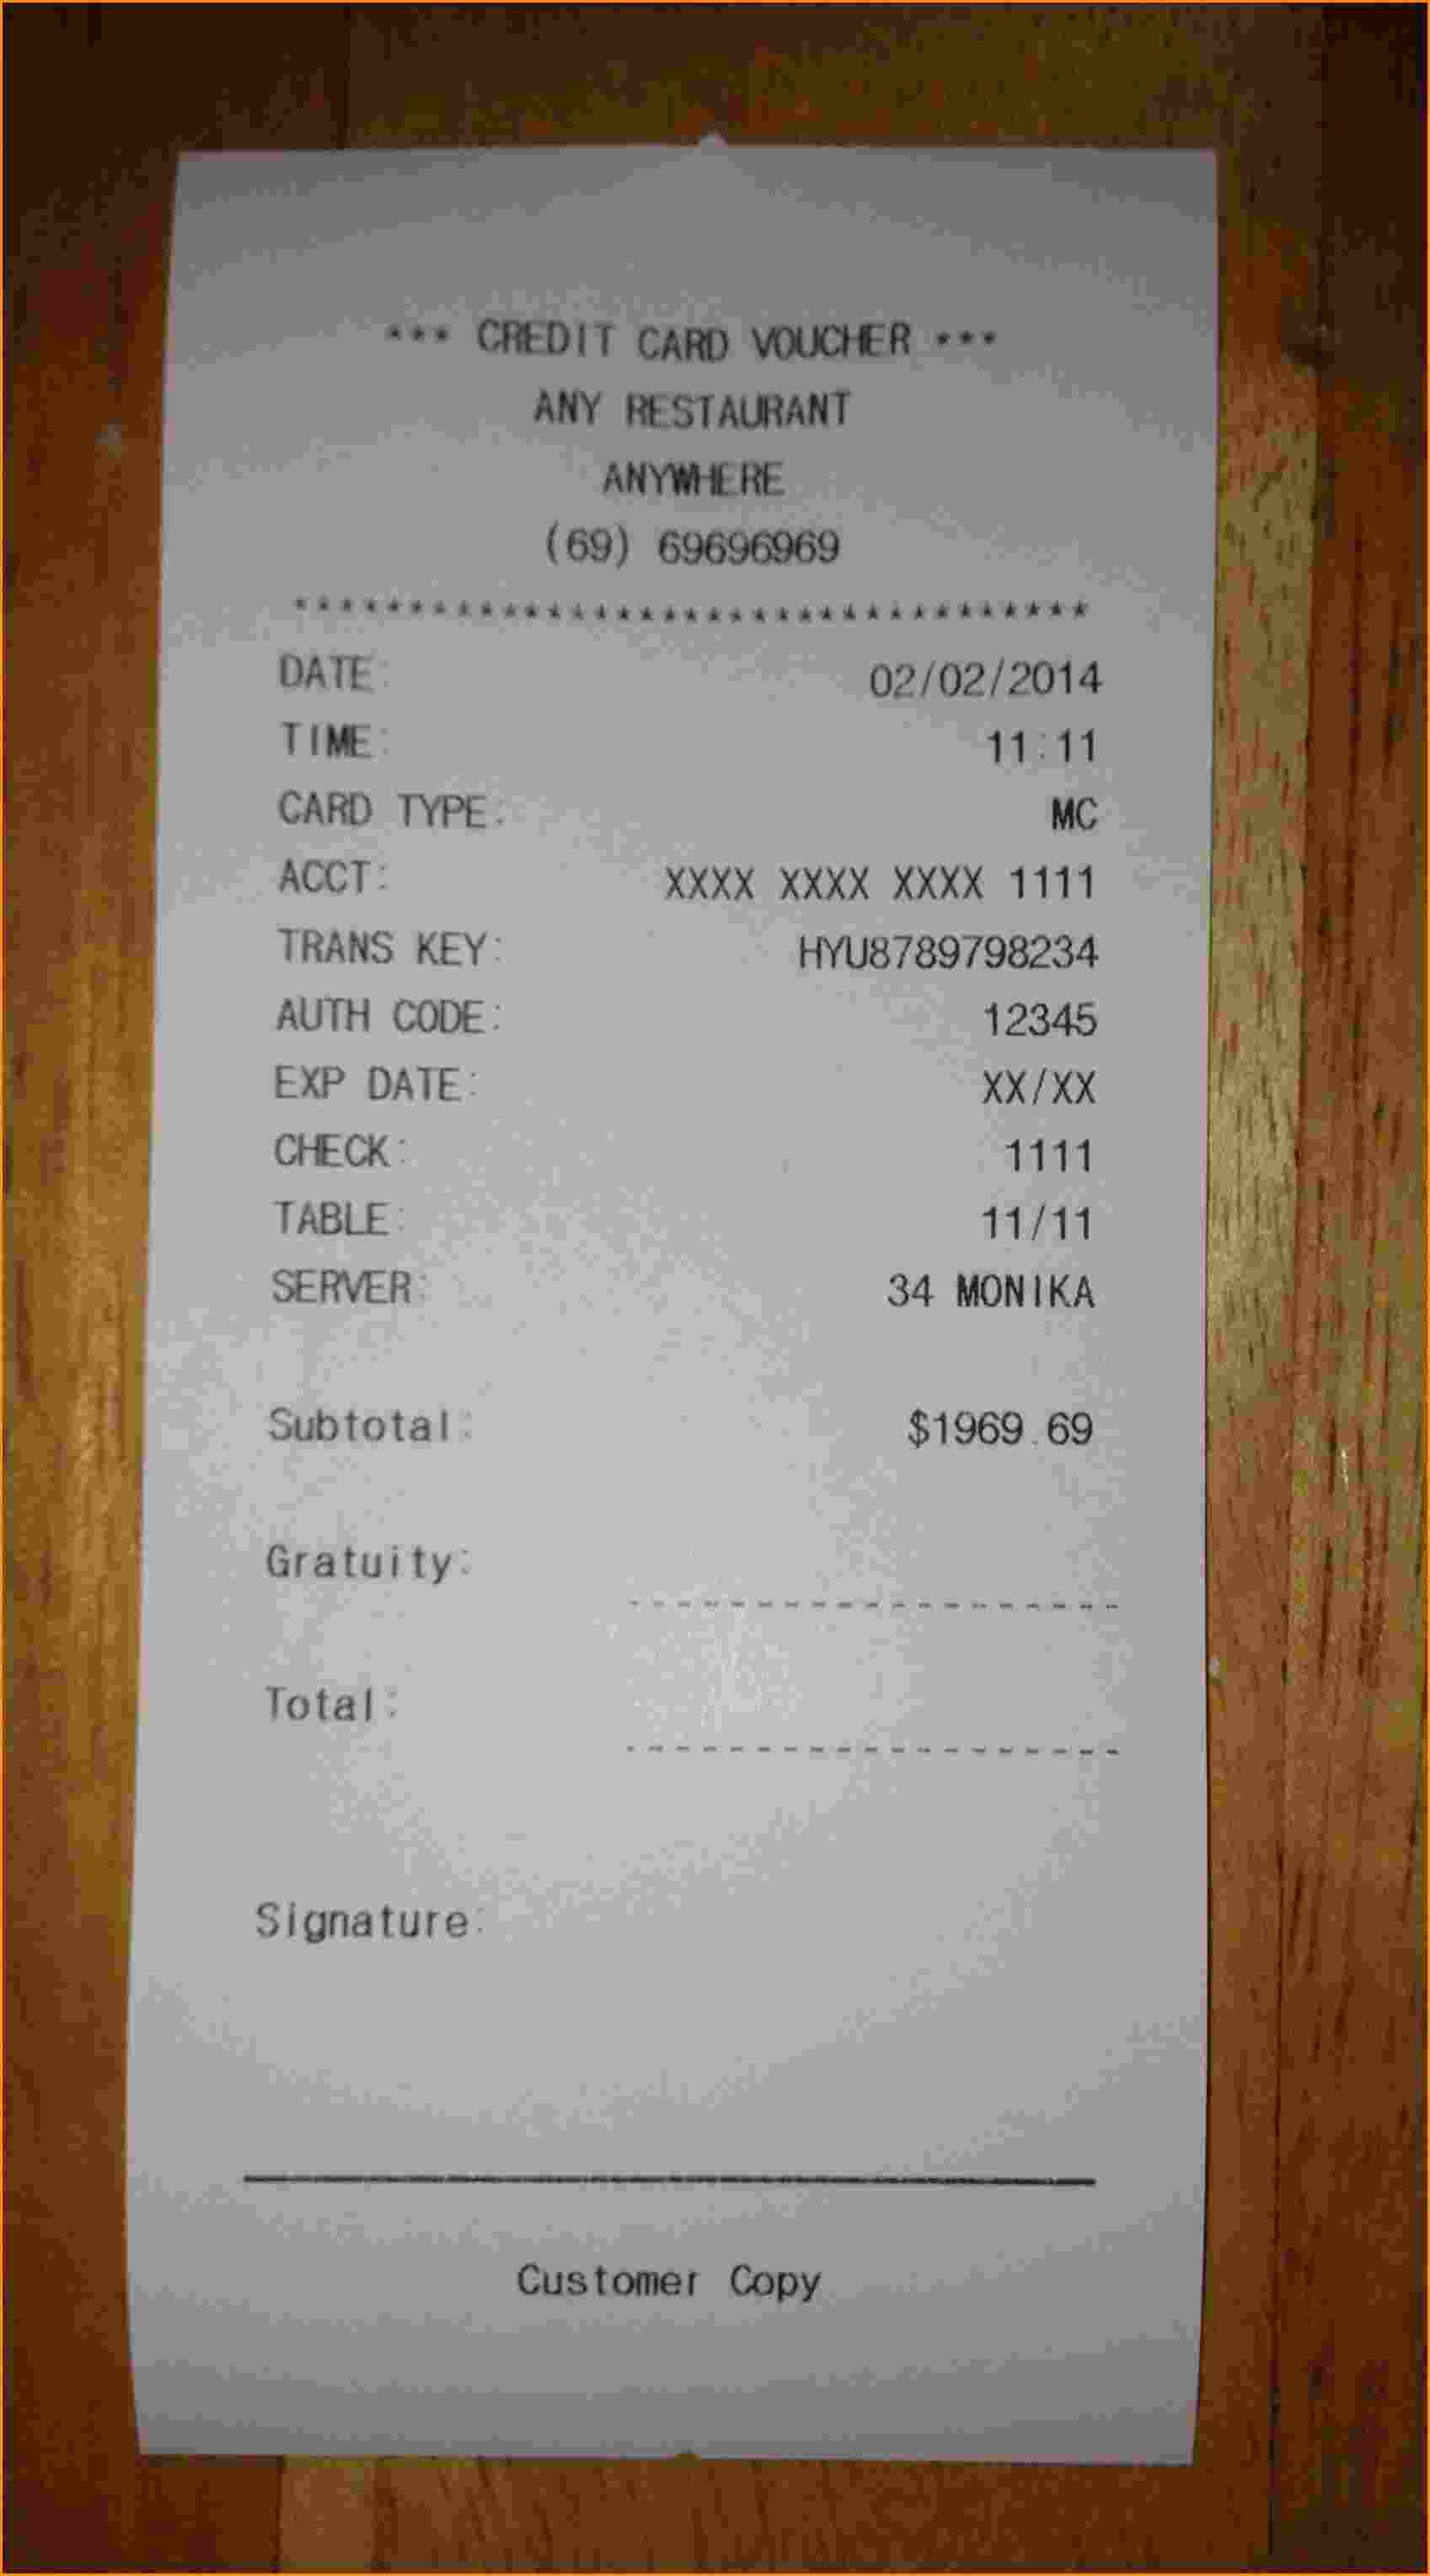 *** CREDIT CARD VOUCHER ***
ANY RESTAURANT
ANYWHERE
(69) 69696969
***********************************
DATE: 02/02/2014
TIME: 11:11
CARD TYPE: MC
ACCT: XXXX XXXX XXXX 1111
TRANS KEY: HYU8789798234
AUTH CODE: 12345
EXP DATE: XX/XX
CHECK: 1111
TABLE: 11/11
SERVER: 34 MONIKA
Subtotal: $1969.69
Gratuity:
Total:
Signature:
Customer Copy